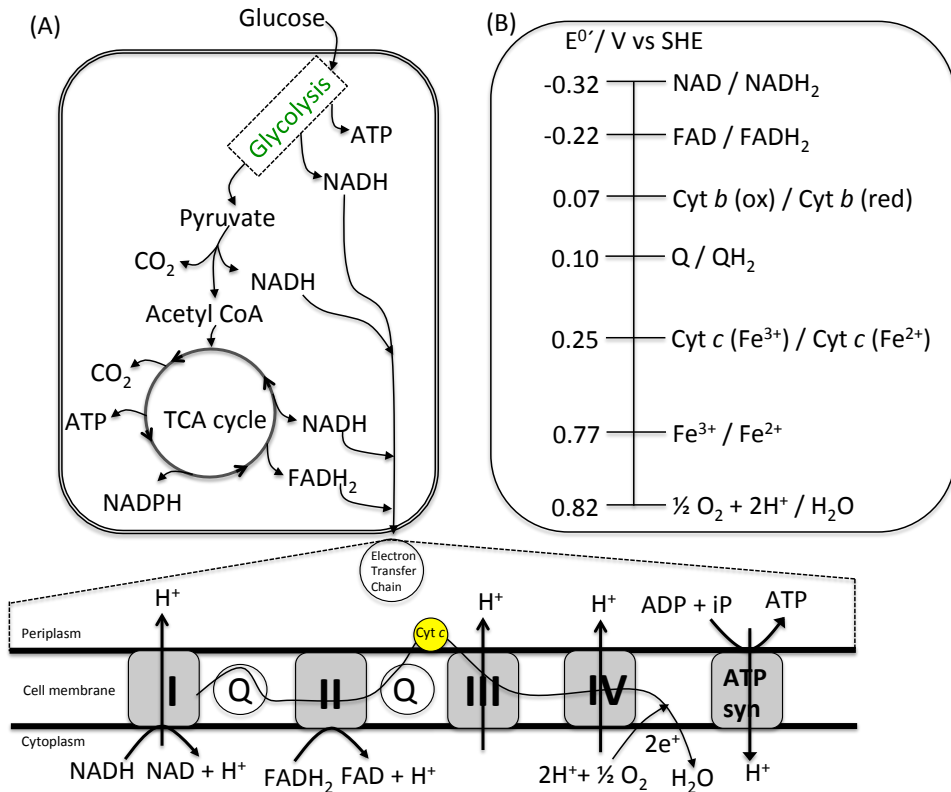 (A)
Glucose
Glycolysis
ATP
NADH
Pyruvate
CO₂
NADH
Acetyl CoA
CO₂
ATP
TCA cycle
NADH
FADH₂
NADPH
(B)
E⁰′/ V vs SHE
-0.32 NAD / NADH₂
-0.22 FAD / FADH₂
0.07 Cyt b (ox) / Cyt b (red)
0.10 Q / QH₂
0.25 Cyt c (Fe³⁺) / Cyt c (Fe²⁺)
0.77 Fe³⁺ / Fe²⁺
0.82 ½ O₂ + 2H⁺ / H₂O
Electron
Transfer
Chain
H⁺
H⁺
H⁺
ADP + iP
ATP
Periplasm
Cyt c
Cell membrane
I
Q
II
Q
III
IV
ATP
syn
Cytoplasm
NADH
NAD + H⁺
FADH₂
FAD + H⁺
2H⁺+ ½ O₂
2e⁺
H₂O
H⁺